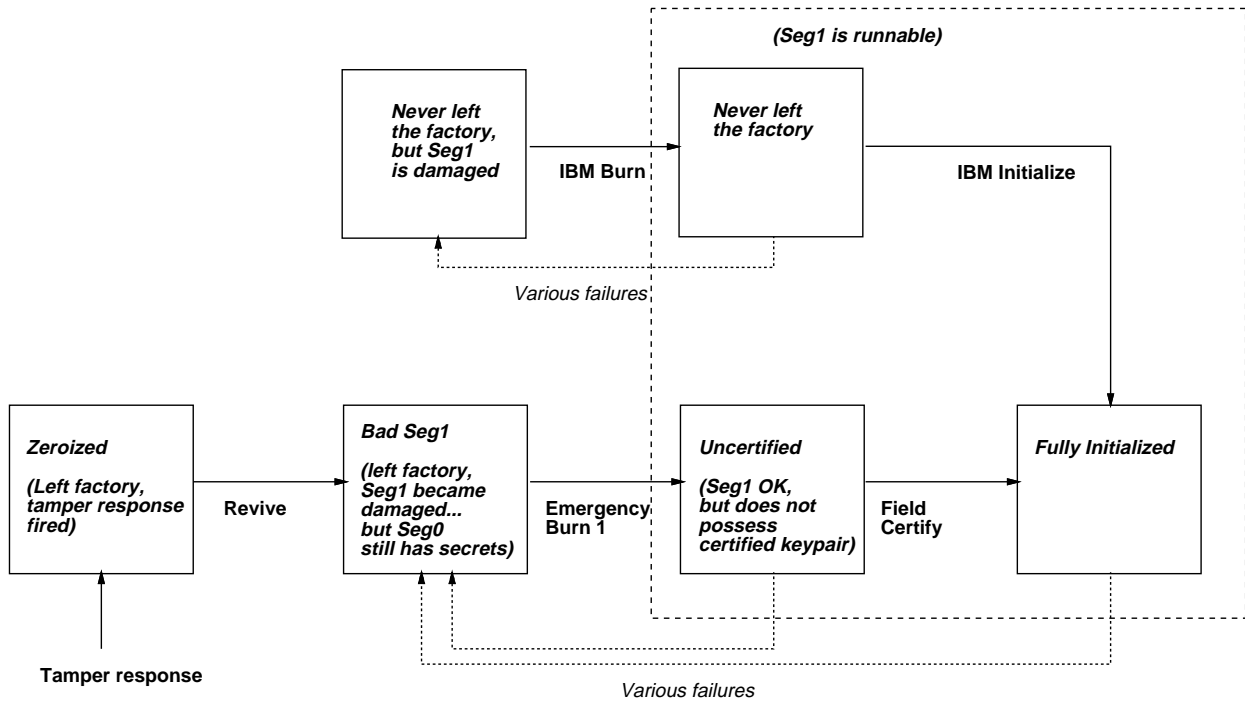 (Seg1 is runnable)
Never left
the factory,
but Seg1
is damaged
IBM Burn
Never left
the factory
IBM Initialize
Various failures
Zeroized
(Left factory,
tamper response
fired)
Revive
Bad Seg1
(left factory,
Seg1 became
damaged...
but Seg0
still has secrets)
Emergency
Burn 1
Uncertified
(Seg1 OK,
but does not
possess
certified keypair)
Field
Certify
Fully Initialized
Tamper response
Various failures